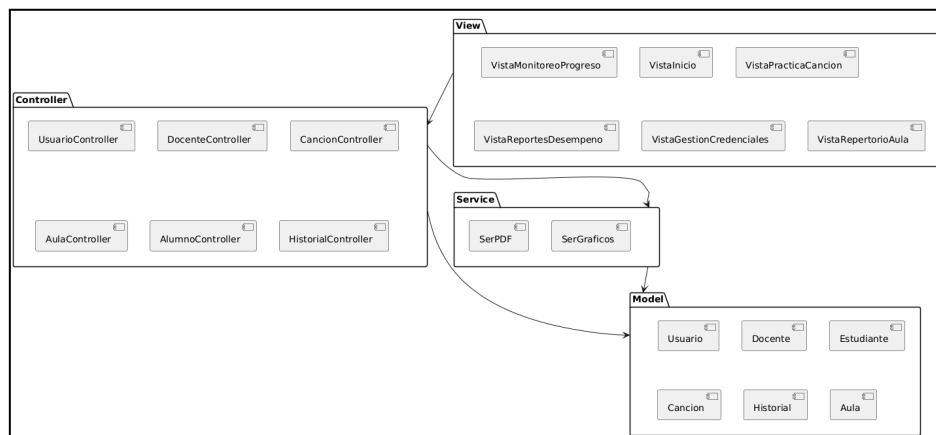 View
VistaMonitoreoProgreso
VistaInicio
VistaPracticaCancion
VistaReportesDesempeno
VistaGestionCredenciales
VistaRepertorioAula
Controller
UsuarioController
DocenteController
CancionController
AulaController
AlumnoController
HistorialController
Service
SerPDF
SerGraficos
Model
Usuario
Docente
Estudiante
Cancion
Historial
Aula